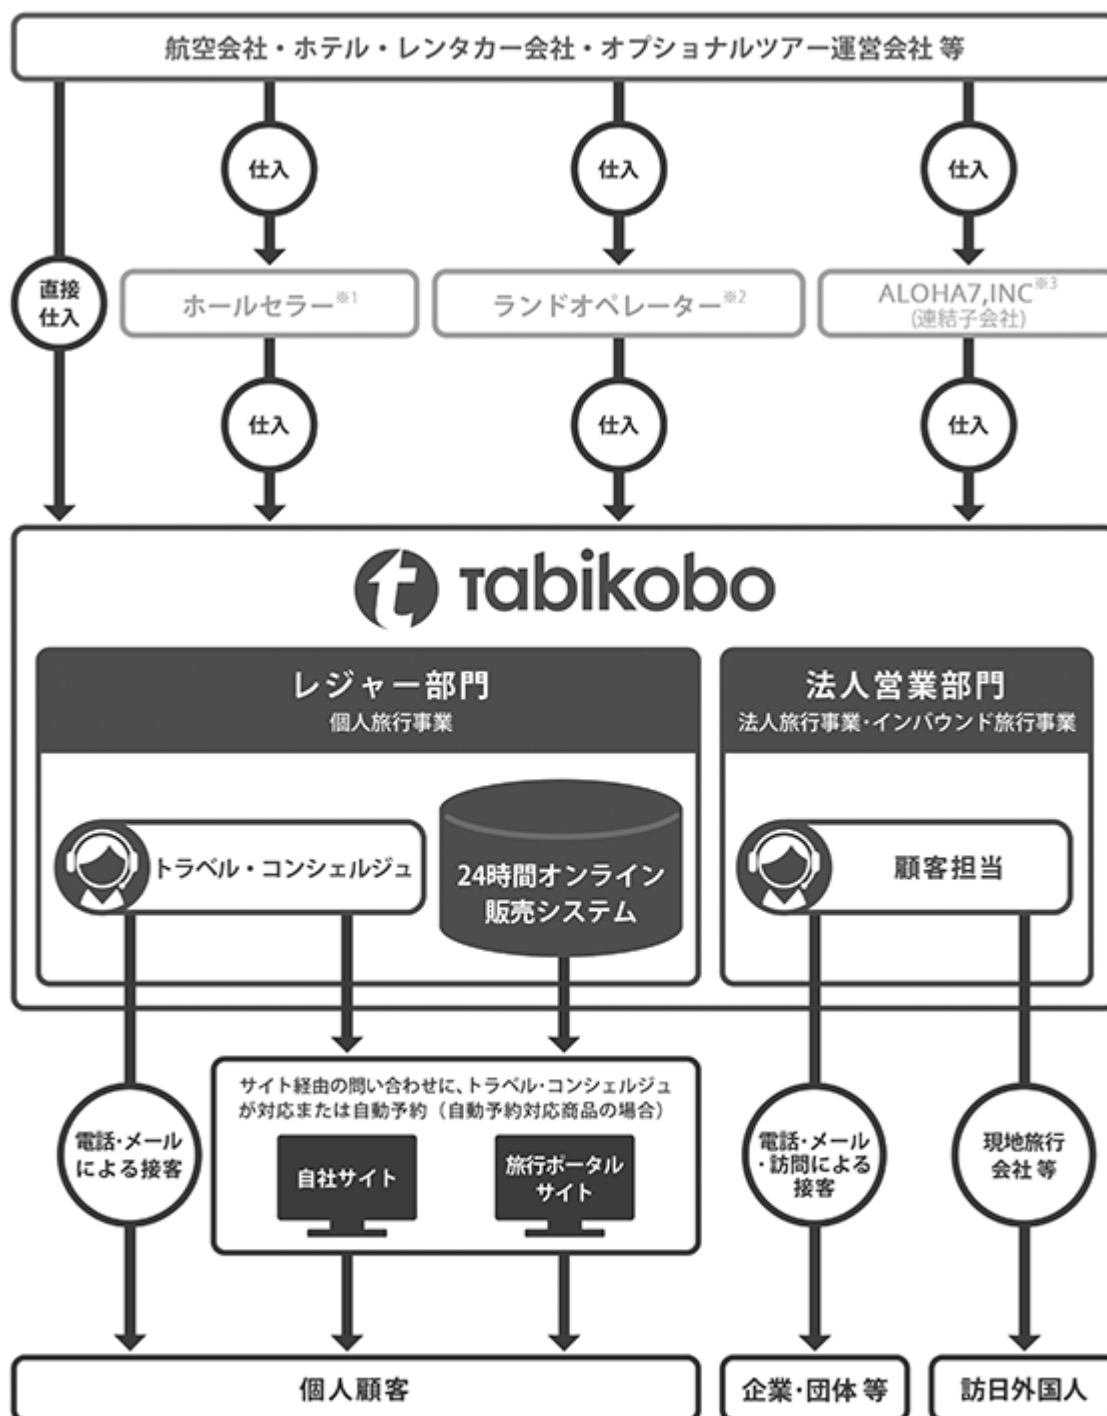 航空会社・ホテル・レンタカー会社・オプショナルツアー運営会社 等
仕入
仕入
仕入
直接
仕入
ホールセラー※1
ランドオペレーター※2
ALOHA7,INC※3
(連結子会社)
仕入
仕入
仕入
t Tabikobo
レジャー部門
個人旅行事業
法人営業部門
法人旅行事業・インバウンド旅行事業
トラベル・コンシェルジュ
24時間オンライン
販売システム
顧客担当
サイト経由の問い合わせに、トラベル・コンシェルジュ
が対応または自動予約（自動予約対応商品の場合）
電話・メール
による接客
自社サイト
旅行ポータル
サイト
電話・メール
・訪問による
接客
現地旅行
会社 等
個人顧客
企業・団体 等
訪日外国人